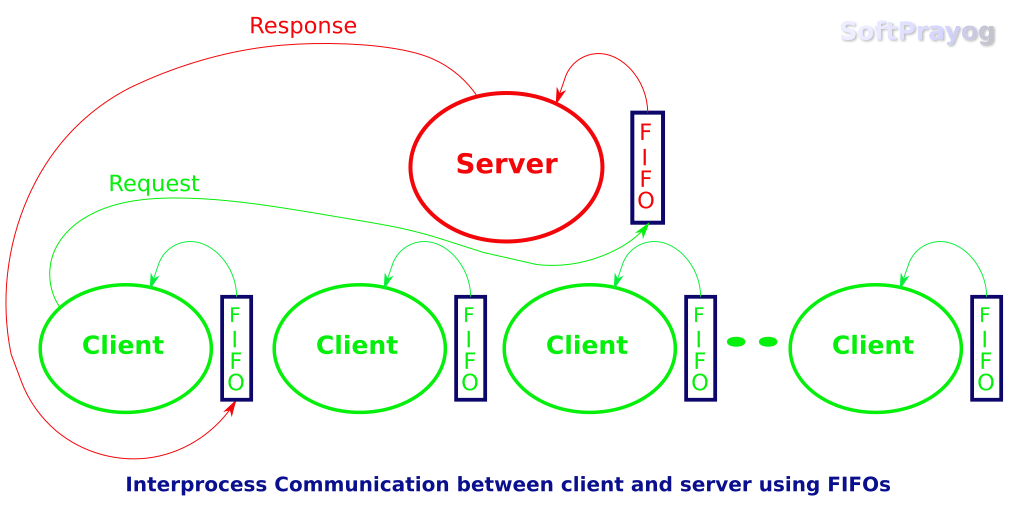 Response
SoftPrayog
FIFO
Server
Request
Client
FIFO
Client
FIFO
Client
FIFO
Client
FIFO
Interprocess Communication between client and server using FIFOs